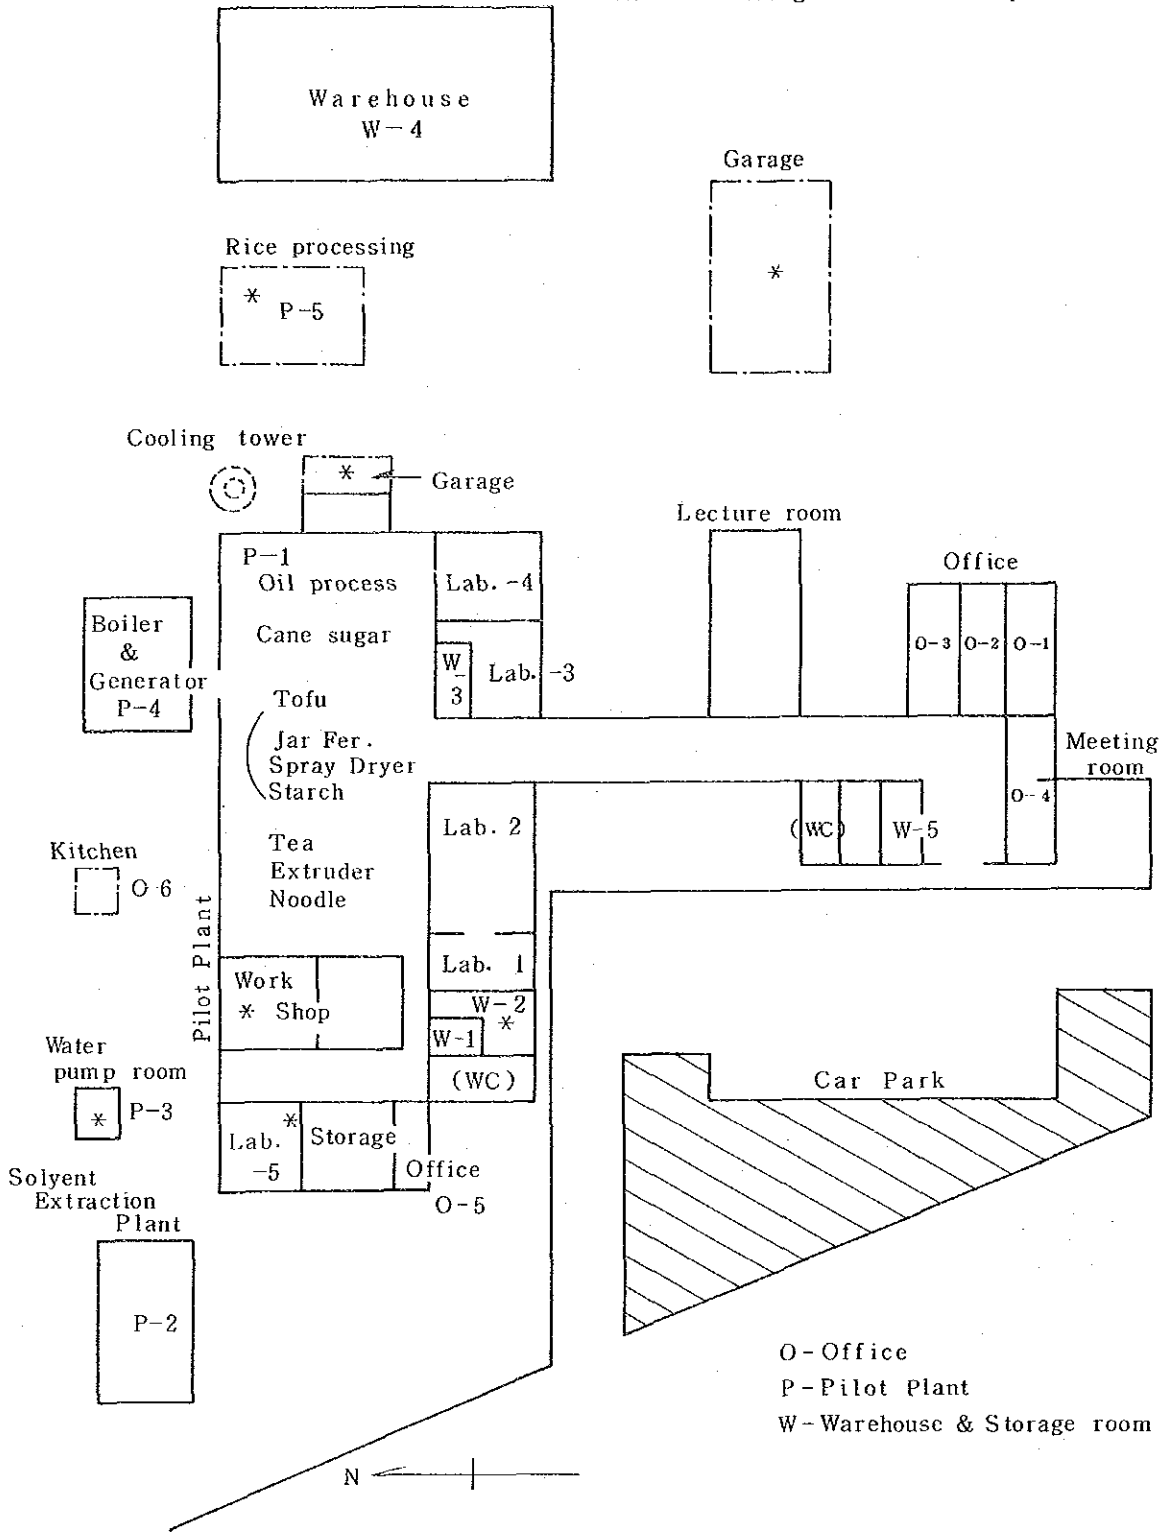 Warehouse
W-4
Garage
*
Rice processing
* P-5
Cooling tower
*
Garage
Lecture room
Office
P-1
Oil process
Lab. -4
Boiler
&
Generator
P-4
Cane sugar
W-3
Lab. -3
O-3 O-2 O-1
Tofu
Jar Fer.
Spray Dryer
Starch
Meeting
room
O-4
Lab. 2
(WC)
W-5
Tea
Extruder
Noodle
Kitchen
O-6
Pilot Plant
Work
* Shop
Lab. 1
W-2
*
W-1
(WC)
Water
pump room
* P-3
Car Park
Lab.
-5
*
Storage
Office
O-5
Solyent
Extraction
Plant
P-2
O-Office
P-Pilot Plant
W-Warehouse & Storage room
N